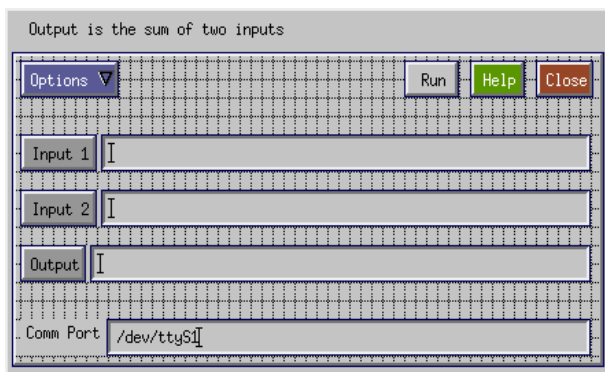 Output is the sum of two inputs
Options Run Help Close
Input 1
Input 2
Output
Comm Port /dev/ttyS1